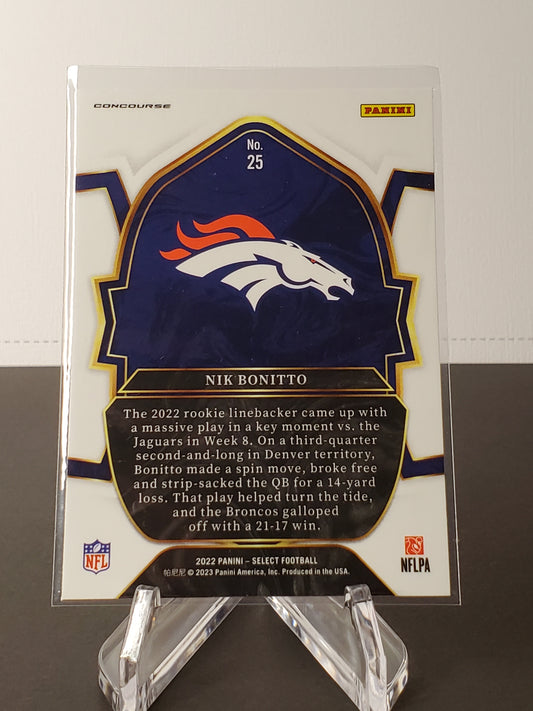 CONCOURSE
PANINI
No.
25
NIK BONITTO
The 2022 rookie linebacker came up with
a massive play in a key moment vs. the
Jaguars in Week 8. On a third-quarter
second-and-long in Denver territory,
Bonitto made a spin move, broke free
and strip-sacked the QB for a 14-yard
loss. That play helped turn the tide,
and the Broncos galloped
off with a 21-17 win.
NFL
2022 PANINI – SELECT FOOTBALL
帕尼尼 © 2023 Panini America, Inc. Produced in the USA.
NFLPA